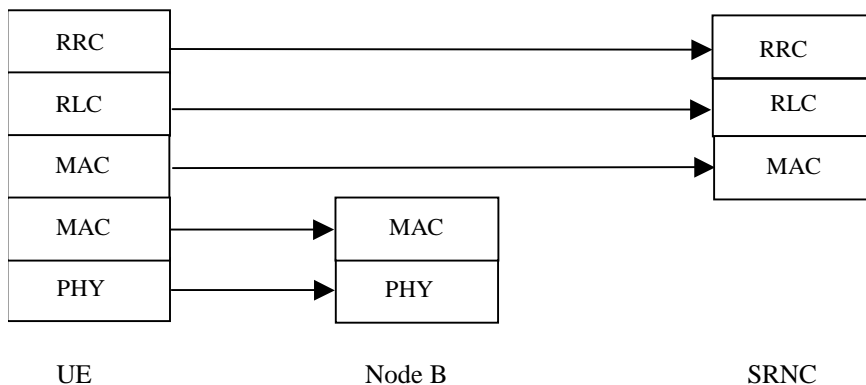 RRC
RRC
RLC
RLC
MAC
MAC
MAC
MAC
PHY
PHY
UE
Node B
SRNC